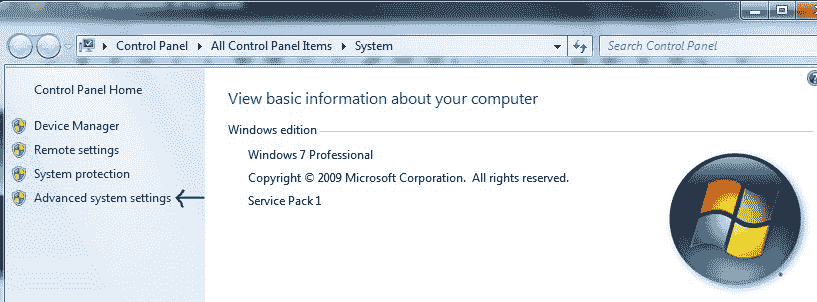 Control Panel All Control Panel Items System Search Control Panel
Control Panel Home
Device Manager
Remote settings
System protection
Advanced system settings
View basic information about your computer
Windows edition
Windows 7 Professional
Copyright © 2009 Microsoft Corporation. All rights reserved.
Service Pack 1